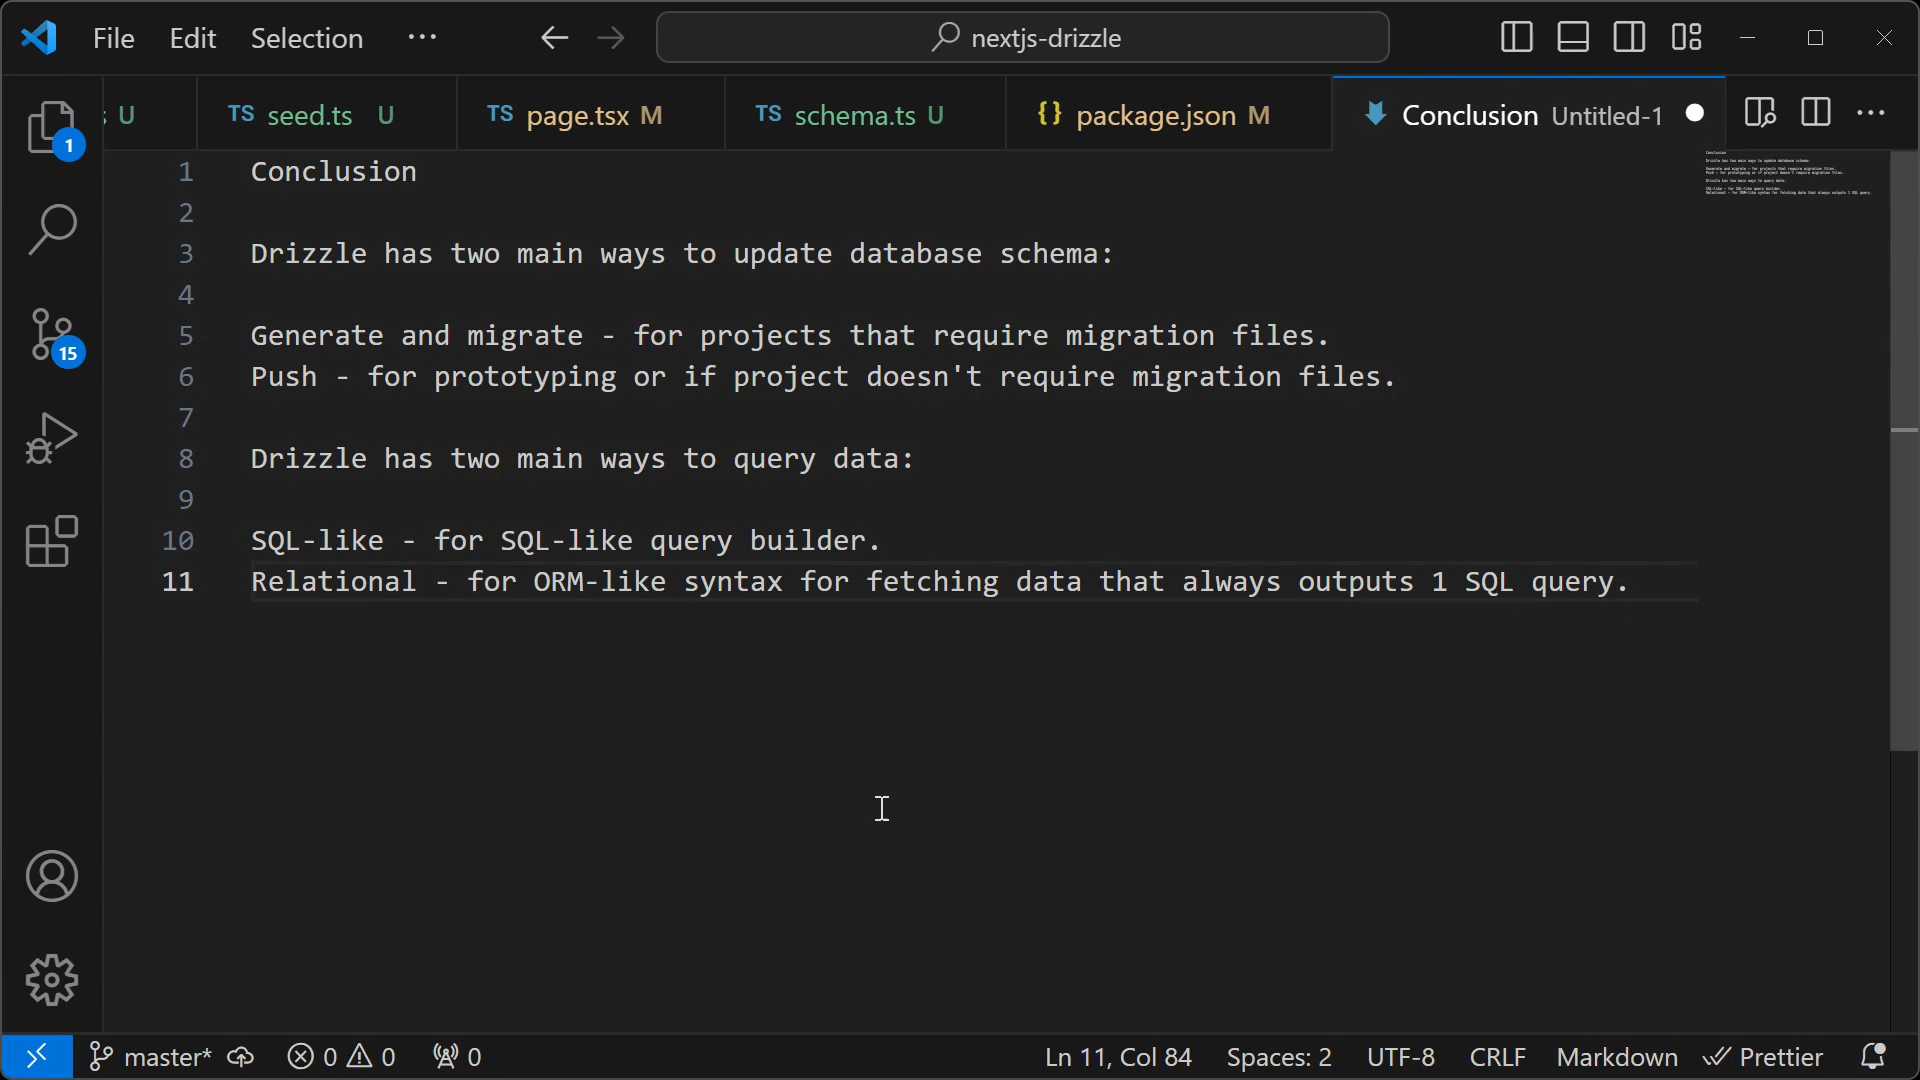 File Edit Selection ··· nextjs-drizzle
U TS seed.ts U TS page.tsx M TS schema.ts U {} package.json M Conclusion Untitled-1
1 Conclusion
2
3 Drizzle has two main ways to update database schema:
4
5 Generate and migrate - for projects that require migration files.
6 Push - for prototyping or if project doesn't require migration files.
7
8 Drizzle has two main ways to query data:
9
10 SQL-like - for SQL-like query builder.
11 Relational - for ORM-like syntax for fetching data that always outputs 1 SQL query.
1
15
master* 0 0 0 Ln 11, Col 84 Spaces: 2 UTF-8 CRLF Markdown Prettier